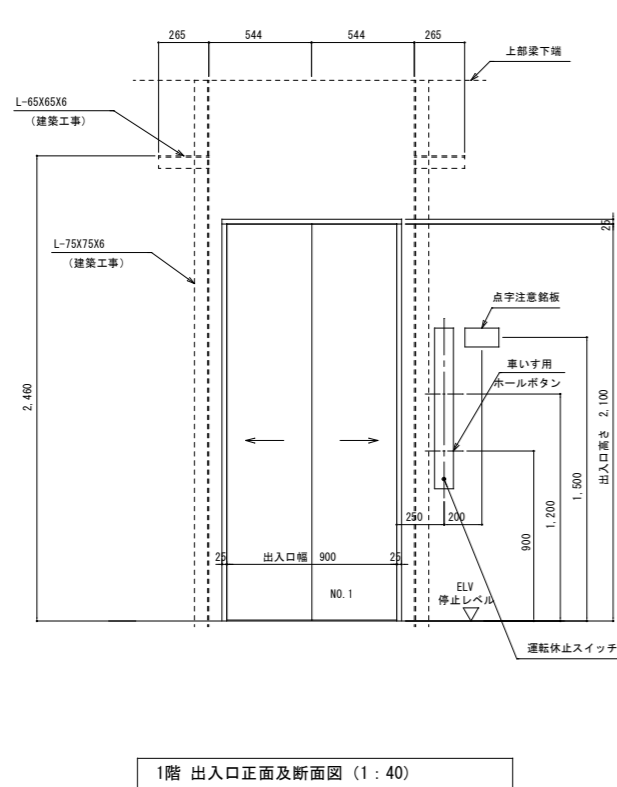 265 544 544 265
上部梁下端
L-65X65X6
(建築工事)
25
L-75X75X6
(建築工事)
点字注意銘板
車いす用
ホールボタン
2,460
出入口高さ 2,100
1,500
1,200
900
250 200
25 出入口幅 900 25
NO.1
ELV
停止レベル
運転休止スイッチ
1階 出入口正面及断面図 (1：40)